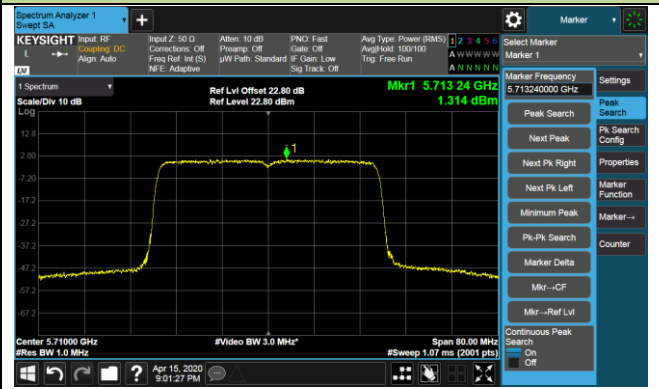 Spectrum Analyzer 1
Swept SA
Marker
KEYSIGHT
L
LXI
Input: RF
Coupling: DC
Align: Auto
Input Z: 50 Ω
Corrections: Off
Freq Ref: Int (S)
NFE: Adaptive
Atten: 10 dB
Preamp: Off
µW Path: Standard
PNO: Fast
Gate: Off
IF Gain: Low
Sig Track: Off
Avg Type: Power (RMS)
Avg|Hold: 100/100
Trig: Free Run
1 2 3 4 5 6
A W W W W W
A N N N N N
Select Marker
Marker 1
1 Spectrum
Scale/Div 10 dB
Log
Ref Lvl Offset 22.80 dB
Ref Level 22.80 dBm
Mkr1 5.713 24 GHz
1.314 dBm
1
12.8
2.80
-7.20
-17.2
-27.2
-37.2
-47.2
-57.2
-67.2
Center 5.71000 GHz
#Res BW 1.0 MHz
#Video BW 3.0 MHz*
Span 80.00 MHz
#Sweep 1.07 ms (2001 pts)
Marker Frequency
5.713240000 GHz
Peak Search
Next Peak
Next Pk Right
Next Pk Left
Minimum Peak
Pk-Pk Search
Marker Delta
Mkr→CF
Mkr→Ref Lvl
Continuous Peak
Search
On
Off
Settings
Peak
Search
Pk Search
Config
Properties
Marker
Function
Marker→
Counter
?
Apr 15, 2020
9:01:27 PM